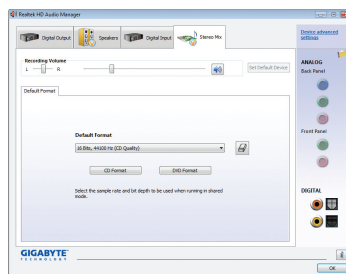 Realtek HD Audio Manager
Digital Output
Speakers
Digital Input
Stereo Mix
Device advanced
settings
Recording Volume
L
R
Set Default Device
ANALOG
Back Panel
Default Format
Default Format
16 Bits, 44100 Hz (CD Quality)
CD Format
DVD Format
Select the sample rate and bit depth to be used when running in shared
mode.
Front Panel
DIGITAL
GIGABYTE
TECHNOLOGY
OK